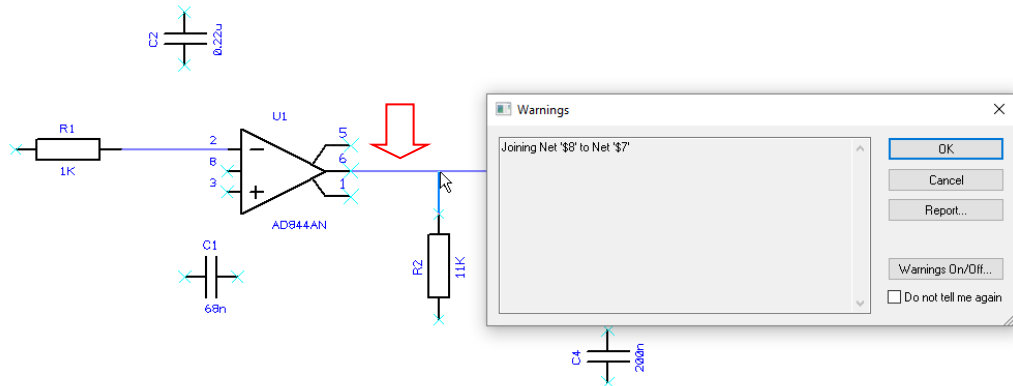 C2
0.22u
U1
R1
1K
2
8
3
5
6
1
AD844AN
C1
68n
R2
11K
C4
200n
Warnings
Joining Net '$8' to Net '$7'
OK
Cancel
Report...
Warnings On/Off...
Do not tell me again